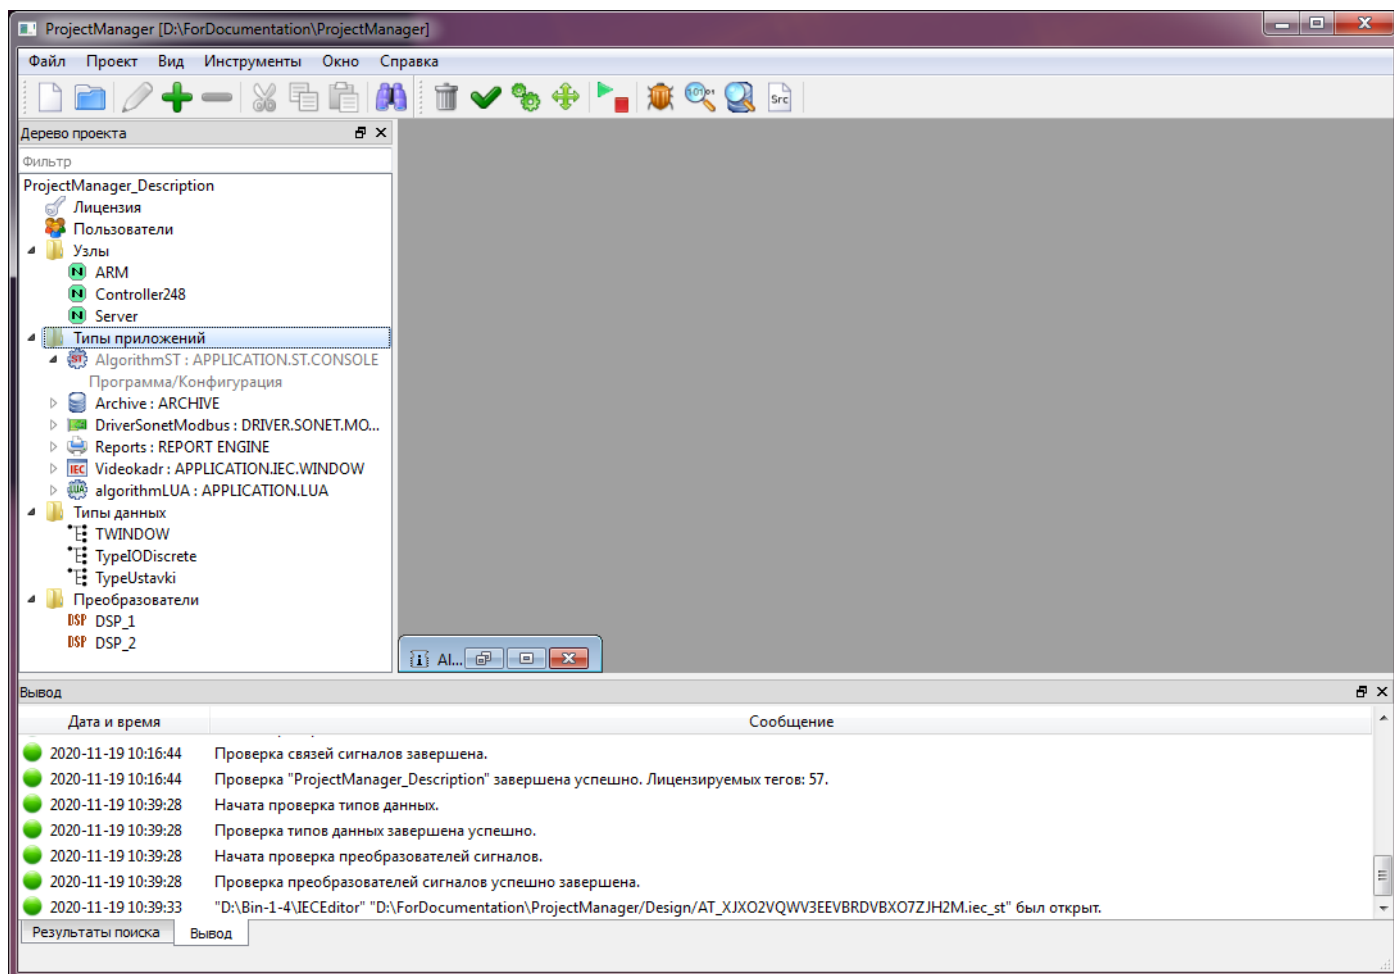 ProjectManager [D:\ForDocumentation\ProjectManager]
Файл Проект Вид Инструменты Окно Справка
101
Src
Дерево проекта
Фильтр
ProjectManager_Description
Лицензия
Пользователи
Узлы
N ARM
N Controller248
N Server
Типы приложений
ST AlgorithmST : APPLICATION.ST.CONSOLE
Программа/Конфигурация
Archive : ARCHIVE
DriverSonetModbus : DRIVER.SONET.MO...
Reports : REPORT ENGINE
IEC Videokadr : APPLICATION.IEC.WINDOW
LUA algorithmLUA : APPLICATION.LUA
Типы данных
TWINDOW
TypeIODiscrete
TypeUstavki
Преобразователи
DSP DSP_1
DSP DSP_2
i Al...
Вывод
Дата и время Сообщение
2020-11-19 10:16:44 Проверка связей сигналов завершена.
2020-11-19 10:16:44 Проверка "ProjectManager_Description" завершена успешно. Лицензируемых тегов: 57.
2020-11-19 10:39:28 Начата проверка типов данных.
2020-11-19 10:39:28 Проверка типов данных завершена успешно.
2020-11-19 10:39:28 Начата проверка преобразователей сигналов.
2020-11-19 10:39:28 Проверка преобразователей сигналов успешно завершена.
2020-11-19 10:39:33 "D:\Bin-1-4\IECEditor" "D:\ForDocumentation\ProjectManager/Design/AT_XJXO2VQWV3EEVBRDVBXO7ZJH2M.iec_st" был открыт.
Результаты поиска Вывод